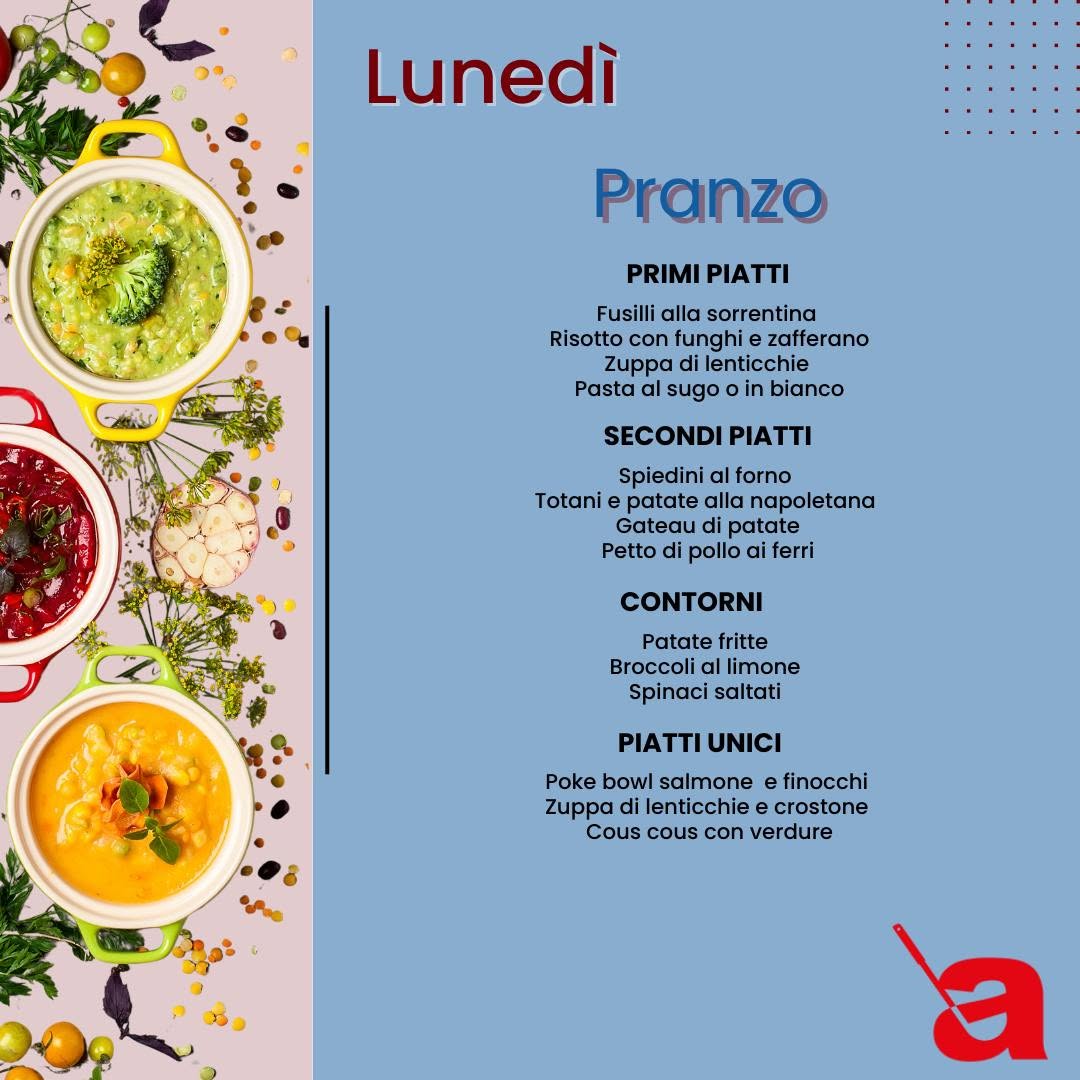 Lunedì
Pranzo
PRIMI PIATTI
Fusilli alla sorrentina
Risotto con funghi e zafferano
Zuppa di lenticchie
Pasta al sugo o in bianco
SECONDI PIATTI
Spiedini al forno
Totani e patate alla napoletana
Gateau di patate
Petto di pollo ai ferri
CONTORNI
Patate fritte
Broccoli al limone
Spinaci saltati
PIATTI UNICI
Poke bowl salmone  e finocchi
Zuppa di lenticchie e crostone
Cous cous con verdure
a